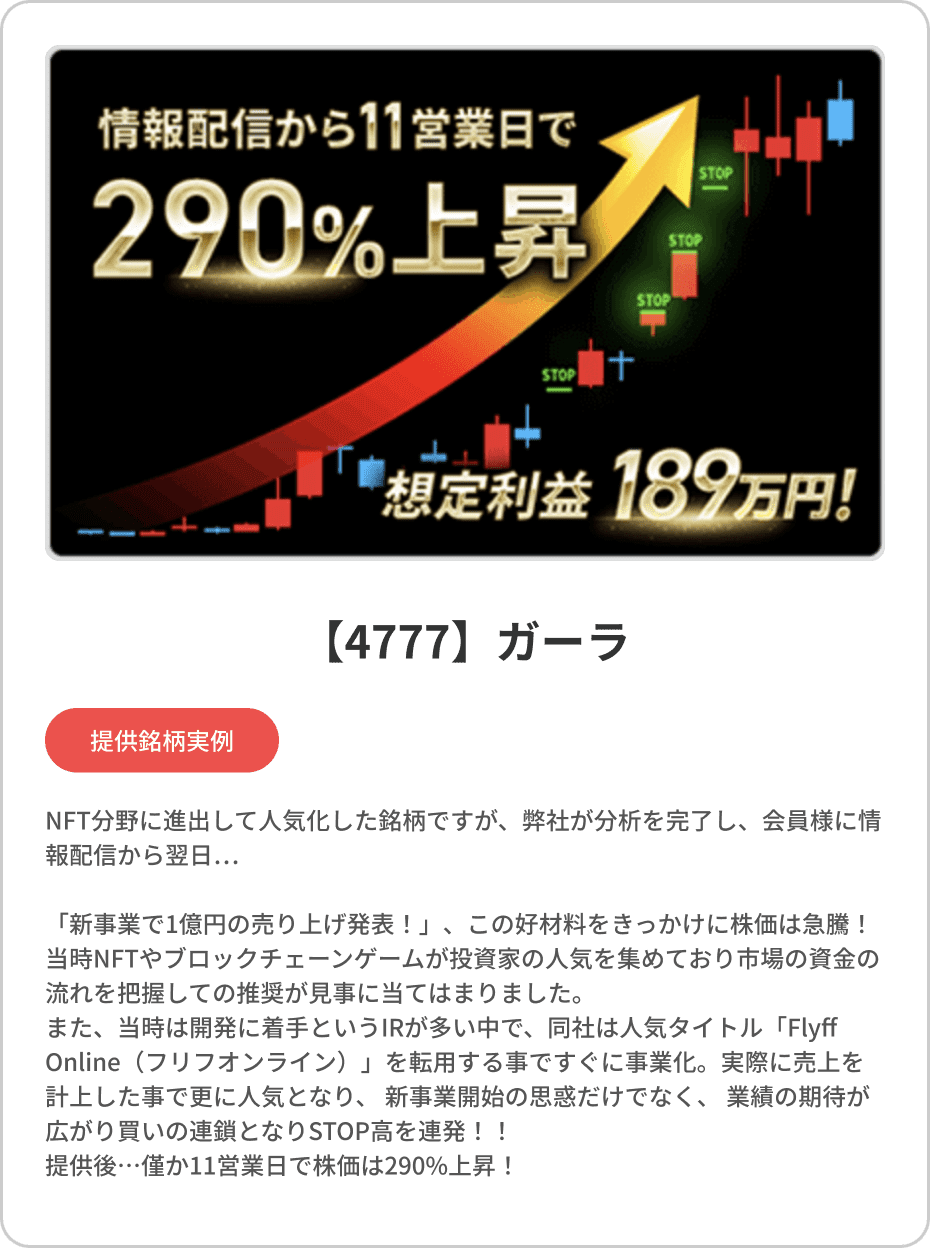 情報配信から11営業日で
290%上昇
STOP
STOP
STOP
STOP
想定利益 189万円!
【4777】ガーラ
提供銘柄実例
NFT分野に進出して人気化した銘柄ですが、弊社が分析を完了し、会員様に情
報配信から翌日…
「新事業で1億円の売り上げ発表！」、この好材料をきっかけに株価は急騰！
当時NFTやブロックチェーンゲームが投資家の人気を集めており市場の資金の
流れを把握しての推奨が見事に当てはまりました。
また、当時は開発に着手というIRが多い中で、同社は人気タイトル「Flyff
Online（フリフオンライン）」を転用する事ですぐに事業化。実際に売上を
計上した事で更に人気となり、 新事業開始の思惑だけでなく、 業績の期待が
広がり買いの連鎖となりSTOP高を連発！！
提供後…僅か11営業日で株価は290%上昇！